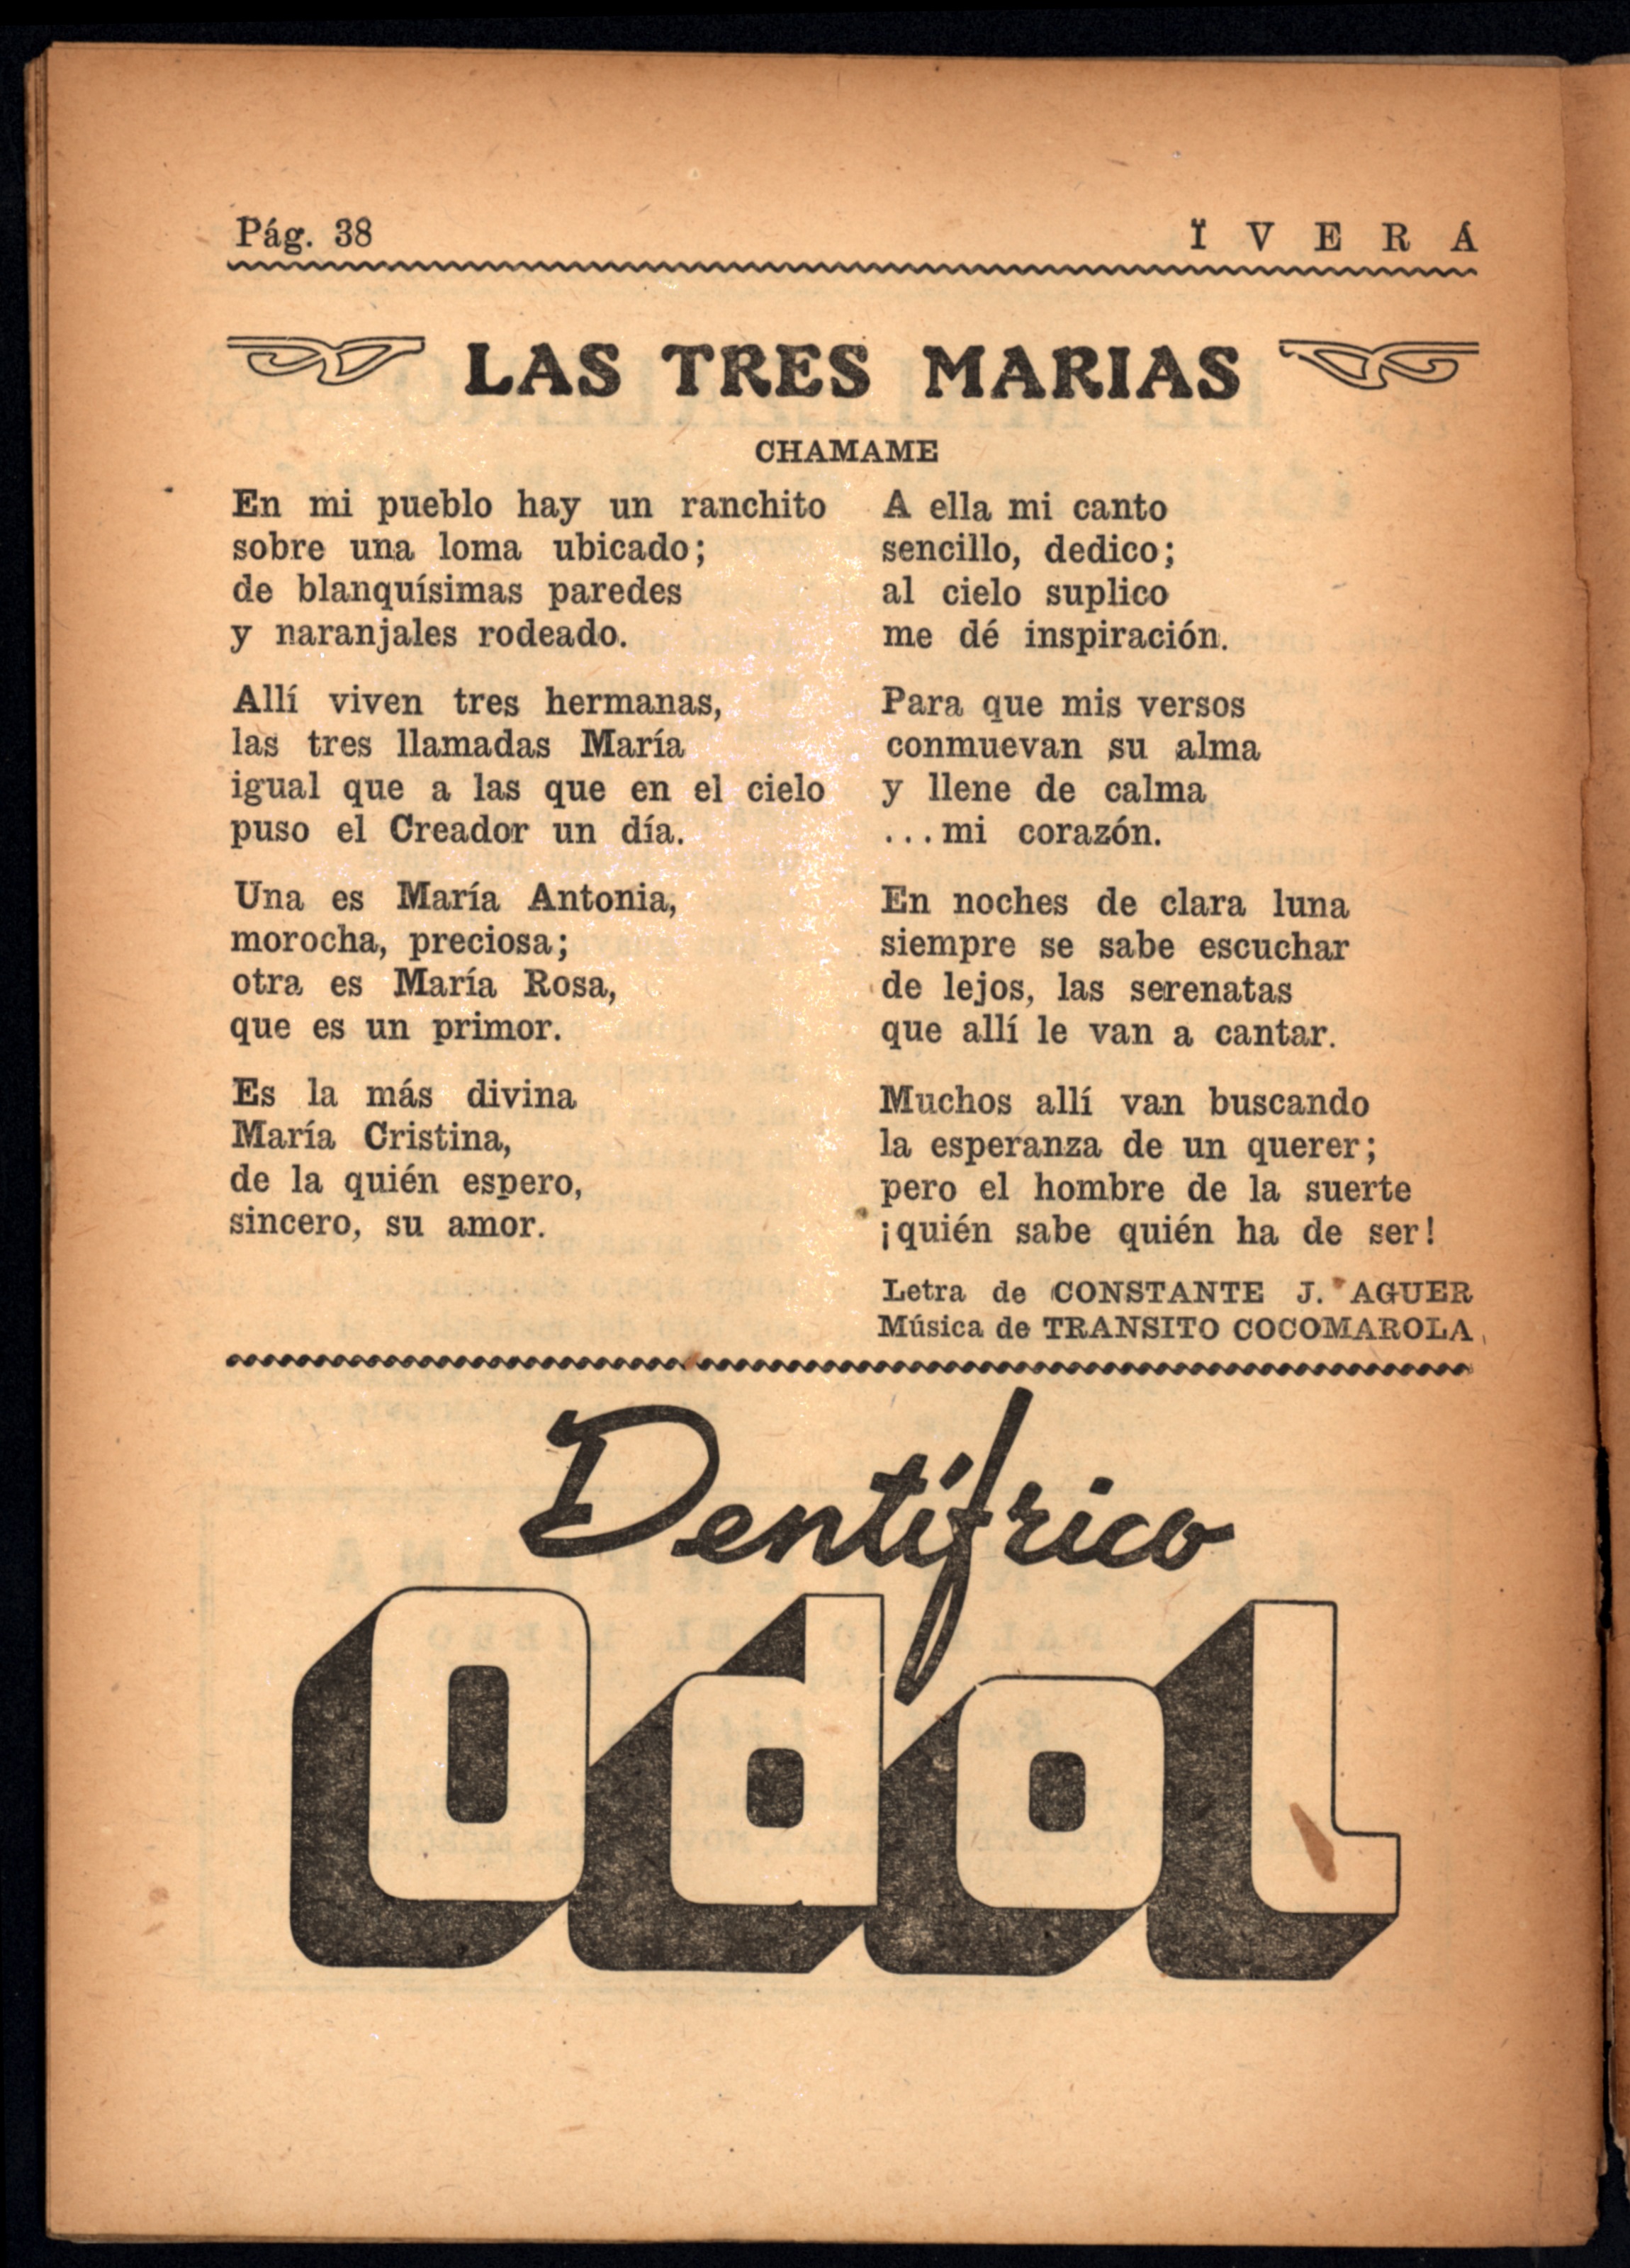 Pág. 38
Ï V E R Á
LAS TRES MARIAS
CHAMAME
En mi pueblo hay un ranchito
sobre una loma ubicado;
de blanquísimas paredes
y naranjales rodeado.
Allí viven tres hermanas,
las tres llamadas María
igual que a las que en el cielo
puso el Creador un día.
Una es María Antonia,
morocha, preciosa;
otra es María Rosa,
que es un primor.
Es la más divina
María Cristina,
de la quién espero,
sincero, su amor.
A ella mi canto
sencillo, dedico;
al cielo suplico
me dé inspiración.
Para que mis versos
conmuevan su alma
y llene de calma
...mi corazón.
En noches de clara luna
siempre se sabe escuchar
de lejos, las serenatas
que allí le van a cantar.
Muchos allí van buscando
la esperanza de un querer;
pero el hombre de la suerte
¡quién sabe quién ha de ser!
Letra de CONSTANTE J. AGUER
Música de TRANSITO COCOMAROLA
Dentífrico
Odol